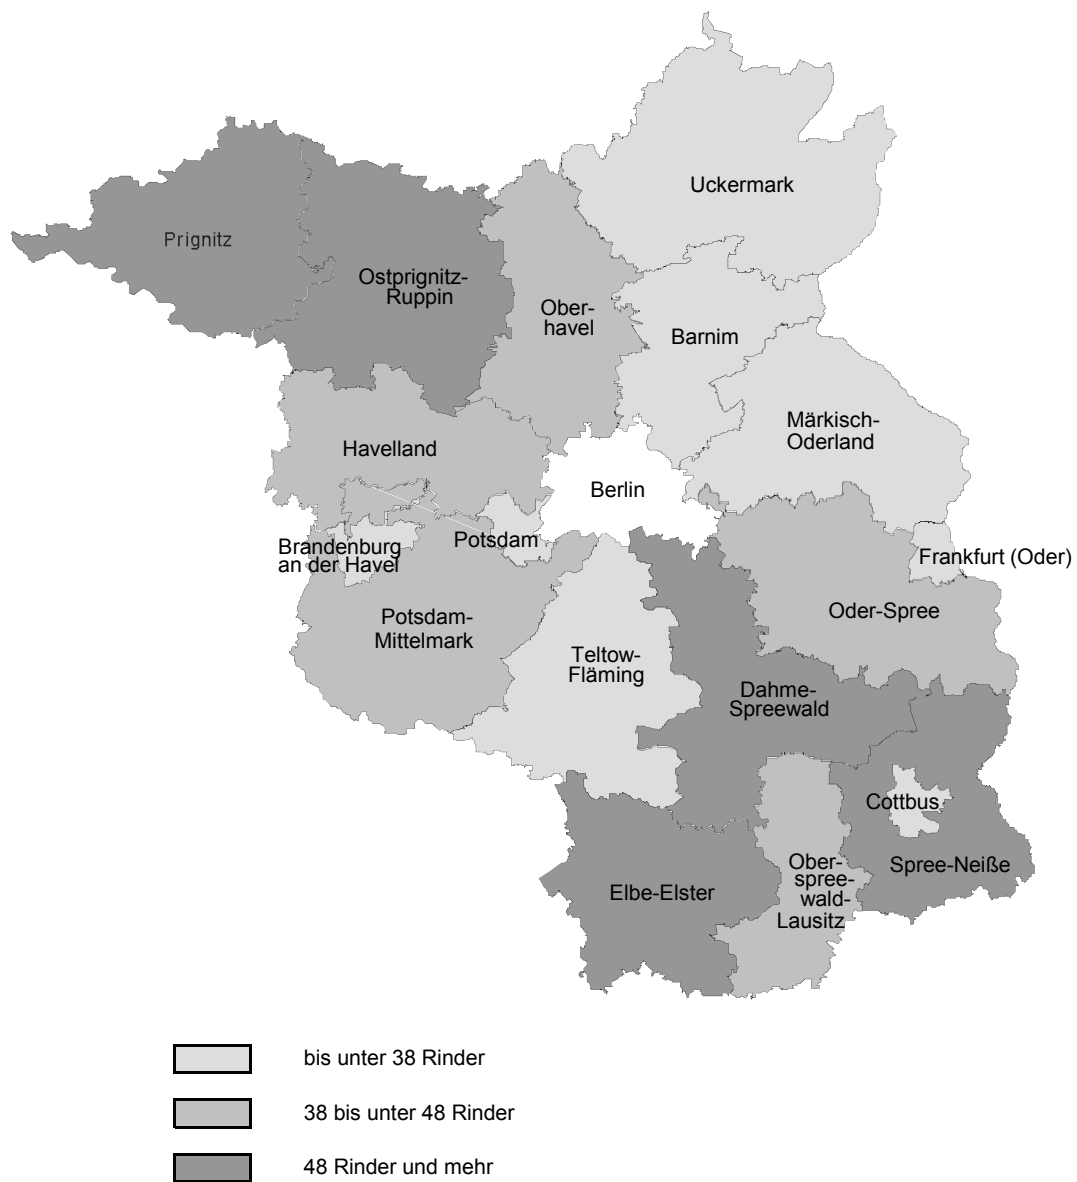 Uckermark
Prignitz
Ostprignitz-
Ruppin
Ober-
havel
Barnim
Märkisch-
Oderland
Havelland
Berlin
Potsdam
Brandenburg
an der Havel
Frankfurt (Oder)
Oder-Spree
Potsdam-
Mittelmark
Teltow-
Fläming
Dahme-
Spreewald
Cottbus
Spree-Neiße
Elbe-Elster
Ober-
spree-
wald-
Lausitz
bis unter 38 Rinder
38 bis unter 48 Rinder
48 Rinder und mehr